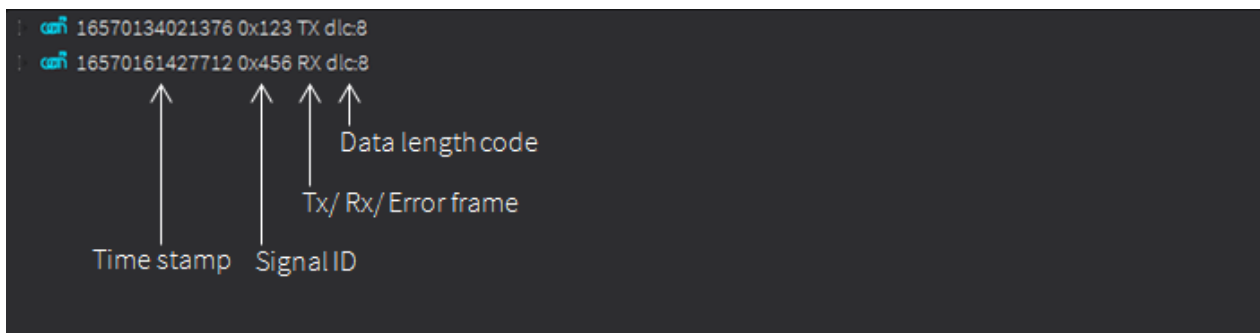 16570134021376 0x123 TX dlc:8
16570161427712 0x456 RX dlc:8
Data length code
Tx/ Rx/ Error frame
Time stamp Signal ID